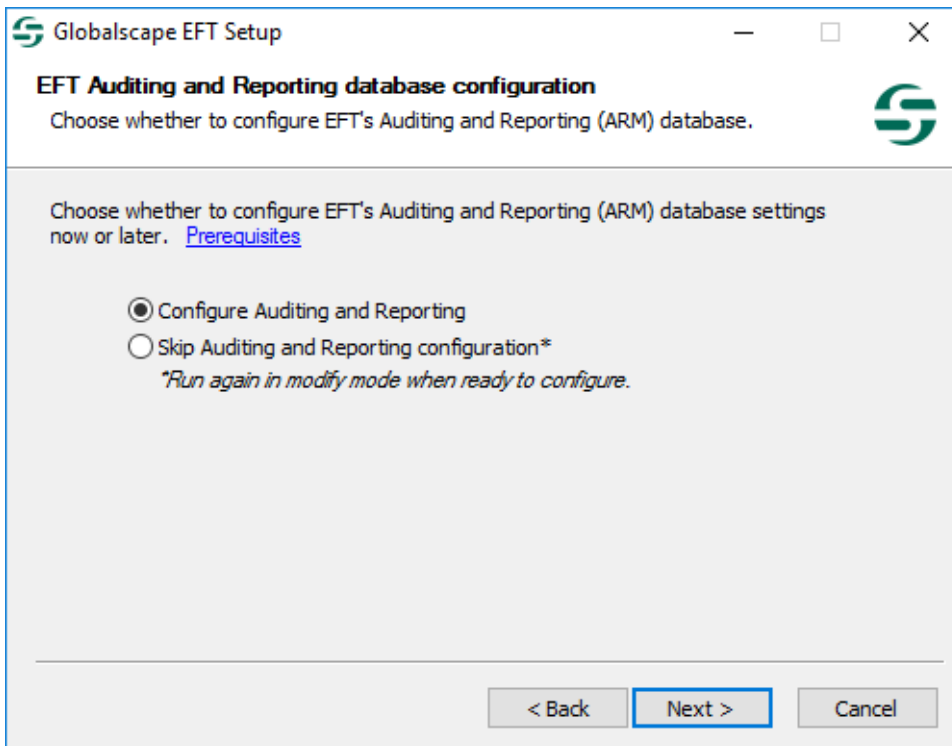 Globalscape EFT Setup
EFT Auditing and Reporting database configuration
Choose whether to configure EFT's Auditing and Reporting (ARM) database.
Choose whether to configure EFT's Auditing and Reporting (ARM) database settings
now or later. Prerequisites
Configure Auditing and Reporting
Skip Auditing and Reporting configuration*
*Run again in modify mode when ready to configure.
< Back Next > Cancel